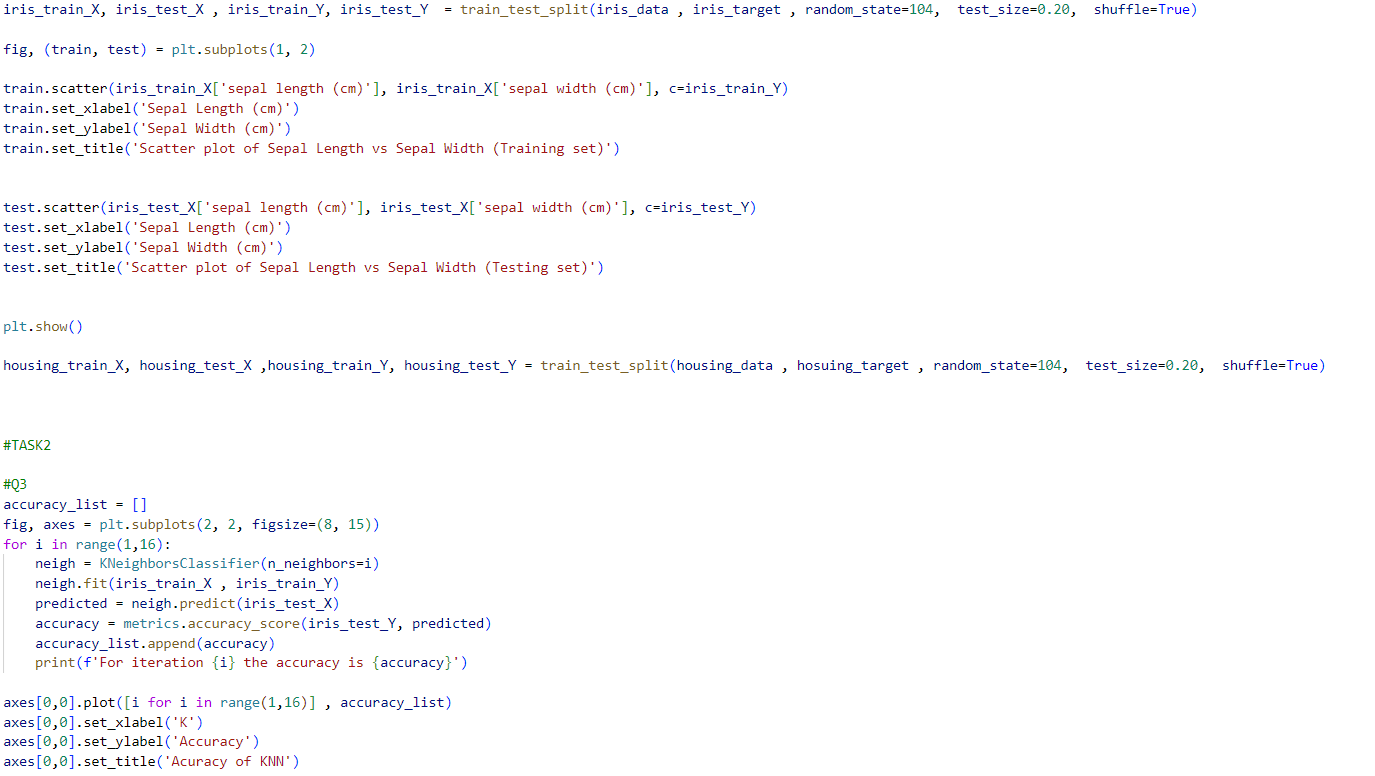 iris_train_X, iris_test_X , iris_train_Y, iris_test_Y  = train_test_split(iris_data , iris_target , random_state=104,  test_size=0.20,  shuffle=True)
fig, (train, test) = plt.subplots(1, 2)
train.scatter(iris_train_X['sepal length (cm)'], iris_train_X['sepal width (cm)'], c=iris_train_Y)
train.set_xlabel('Sepal Length (cm)')
train.set_ylabel('Sepal Width (cm)')
train.set_title('Scatter plot of Sepal Length vs Sepal Width (Training set)')
test.scatter(iris_test_X['sepal length (cm)'], iris_test_X['sepal width (cm)'], c=iris_test_Y)
test.set_xlabel('Sepal Length (cm)')
test.set_ylabel('Sepal Width (cm)')
test.set_title('Scatter plot of Sepal Length vs Sepal Width (Testing set)')
plt.show()
housing_train_X, housing_test_X ,housing_train_Y, housing_test_Y = train_test_split(housing_data , hosuing_target , random_state=104,  test_size=0.20,  shuffle=True)
#TASK2
#Q3
accuracy_list = []
fig, axes = plt.subplots(2, 2, figsize=(8, 15))
for i in range(1,16):
    neigh = KNeighborsClassifier(n_neighbors=i)
    neigh.fit(iris_train_X , iris_train_Y)
    predicted = neigh.predict(iris_test_X)
    accuracy = metrics.accuracy_score(iris_test_Y, predicted)
    accuracy_list.append(accuracy)
    print(f'For iteration {i} the accuracy is {accuracy}')
axes[0,0].plot([i for i in range(1,16)] , accuracy_list)
axes[0,0].set_xlabel('K')
axes[0,0].set_ylabel('Accuracy')
axes[0,0].set_title('Acuracy of KNN')